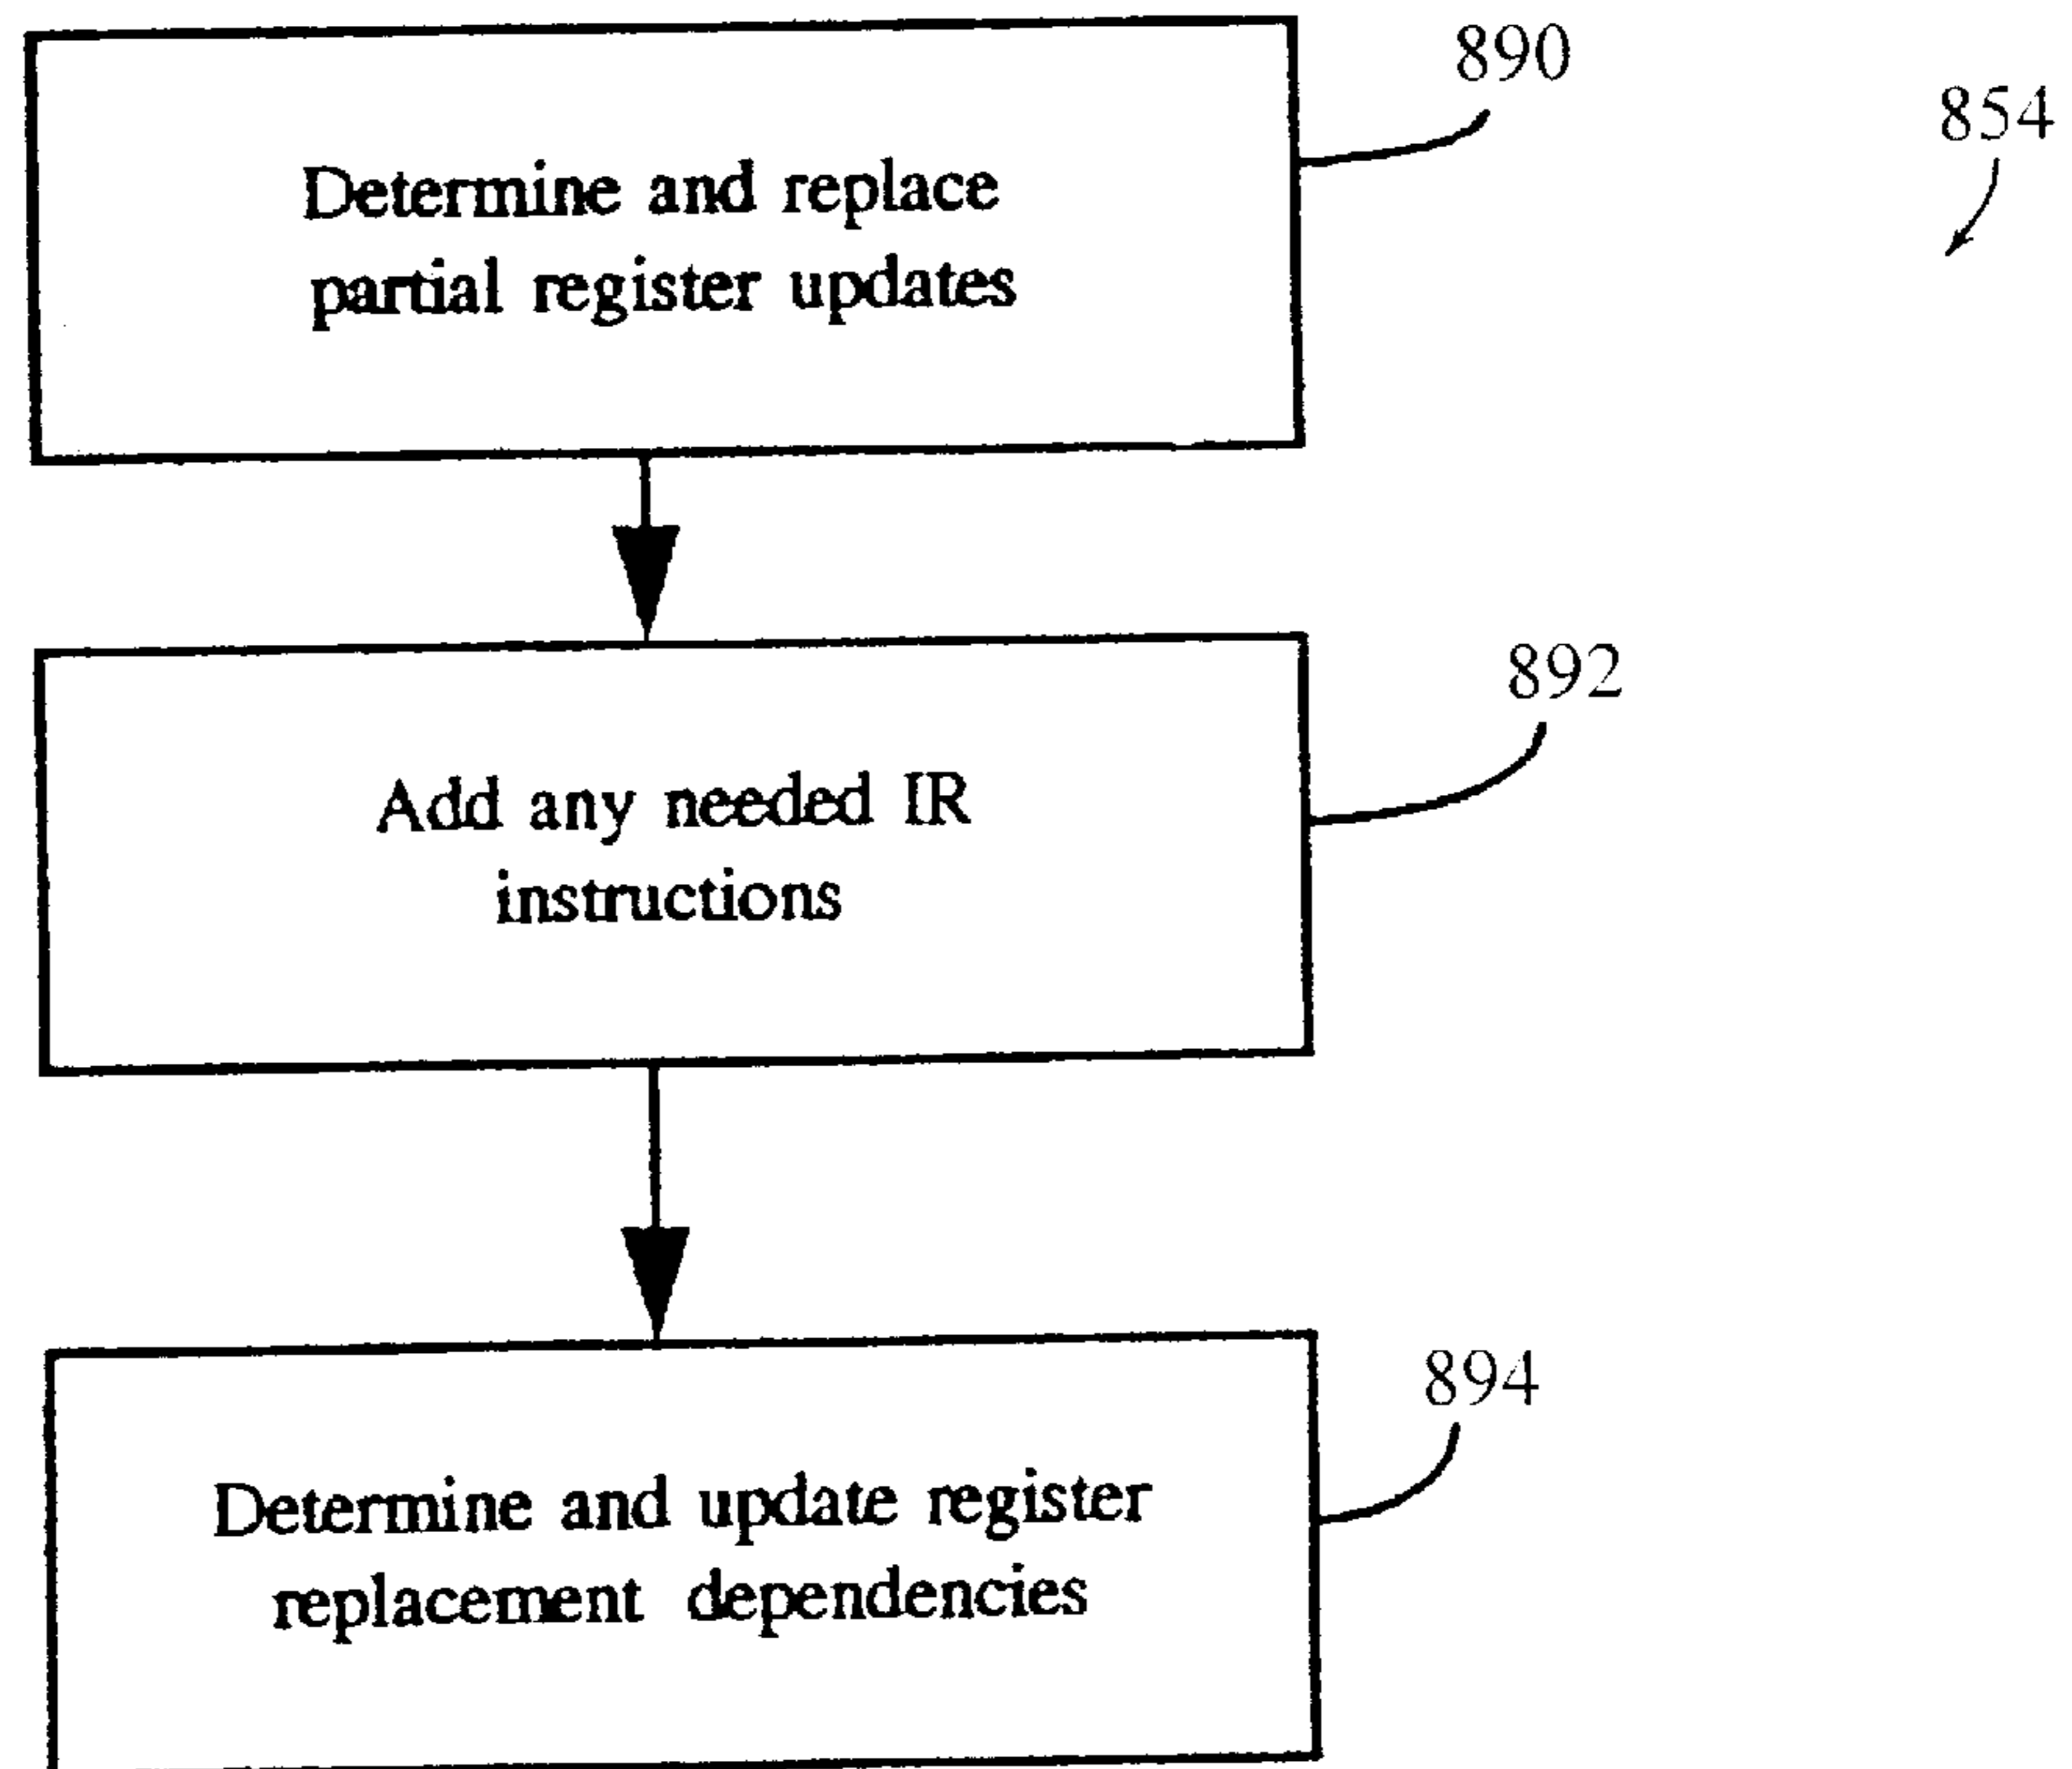 890
854
Determine and replace
partial register updates
892
Add any needed IR
instructions
894
Determine and update register
replacement dependencies